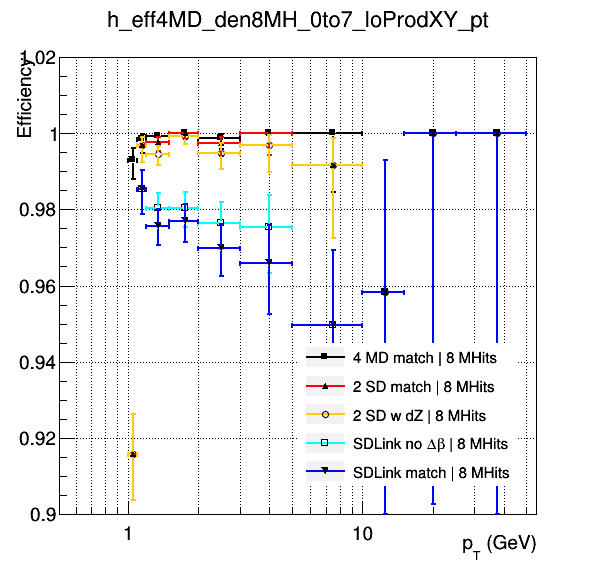 h_eff4MD_den8MH_0to7_loProdXY_pt
Efficiency
1.02
1
0.98
0.96
0.94
0.92
0.9
4 MD match | 8 MHits
2 SD match | 8 MHits
2 SD w dZ | 8 MHits
SDLink no Δβ | 8 MHits
SDLink match | 8 MHits
1
10
p_T (GeV)